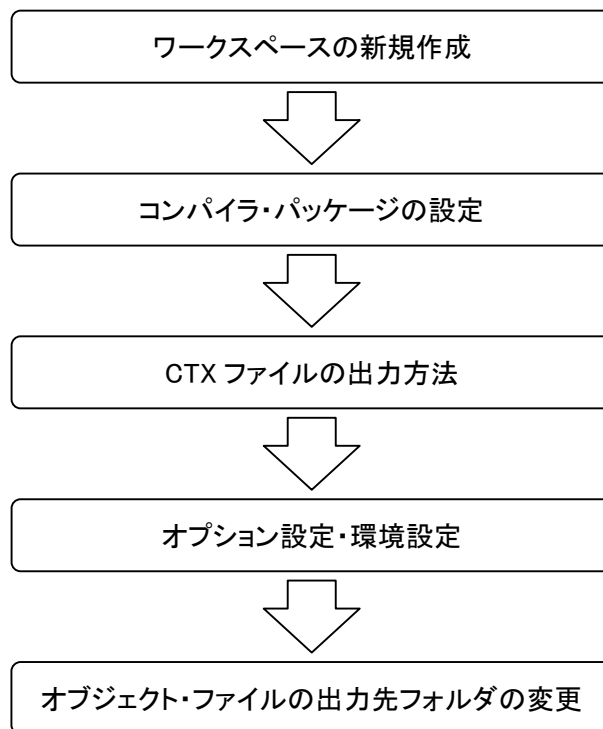 ワークスペースの新規作成
コンパイラ・パッケージの設定
CTX ファイルの出力方法
オプション設定・環境設定
オブジェクト・ファイルの出力先フォルダの変更